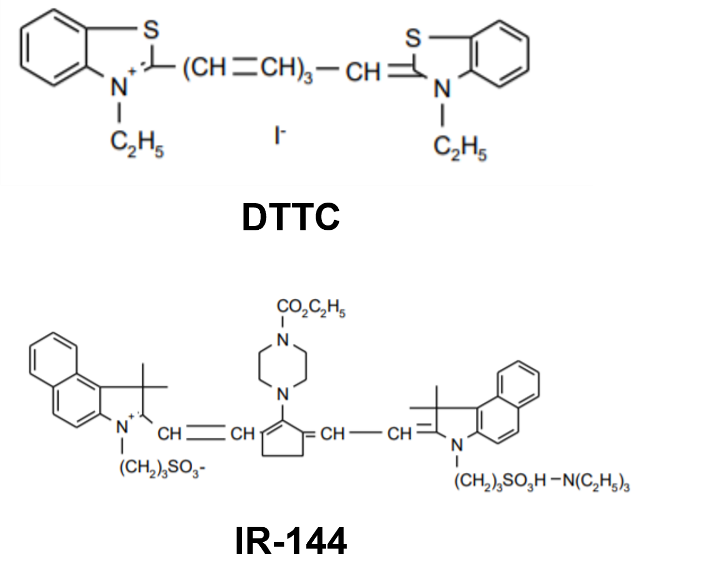 S S
N⁺ (CH=CH)₃–CH= N
C₂H₅ I⁻ C₂H₅
DTTC
CO₂C₂H₅
N
N
N⁺ CH=CH =CH–CH= N
(CH₂)₃SO₃- (CH₂)₃SO₃H–N(C₂H₅)₃
IR-144